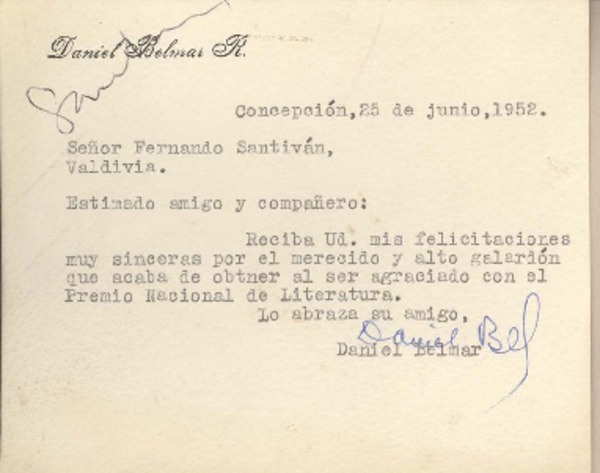 Daniel Belmar R.
Concepción,25 de junio,1952.
Señor Fernando Santiván,
Valdivia.
Estimado amigo y compañero:
Reciba Ud. mis felicitaciones
muy sinceras por el merecido y alto galarión
que acaba de obtner al ser agraciado con el
Premio Nacional de Literatura.
Lo abraza su amigo,
Daniel Bel
Daniel Belmar